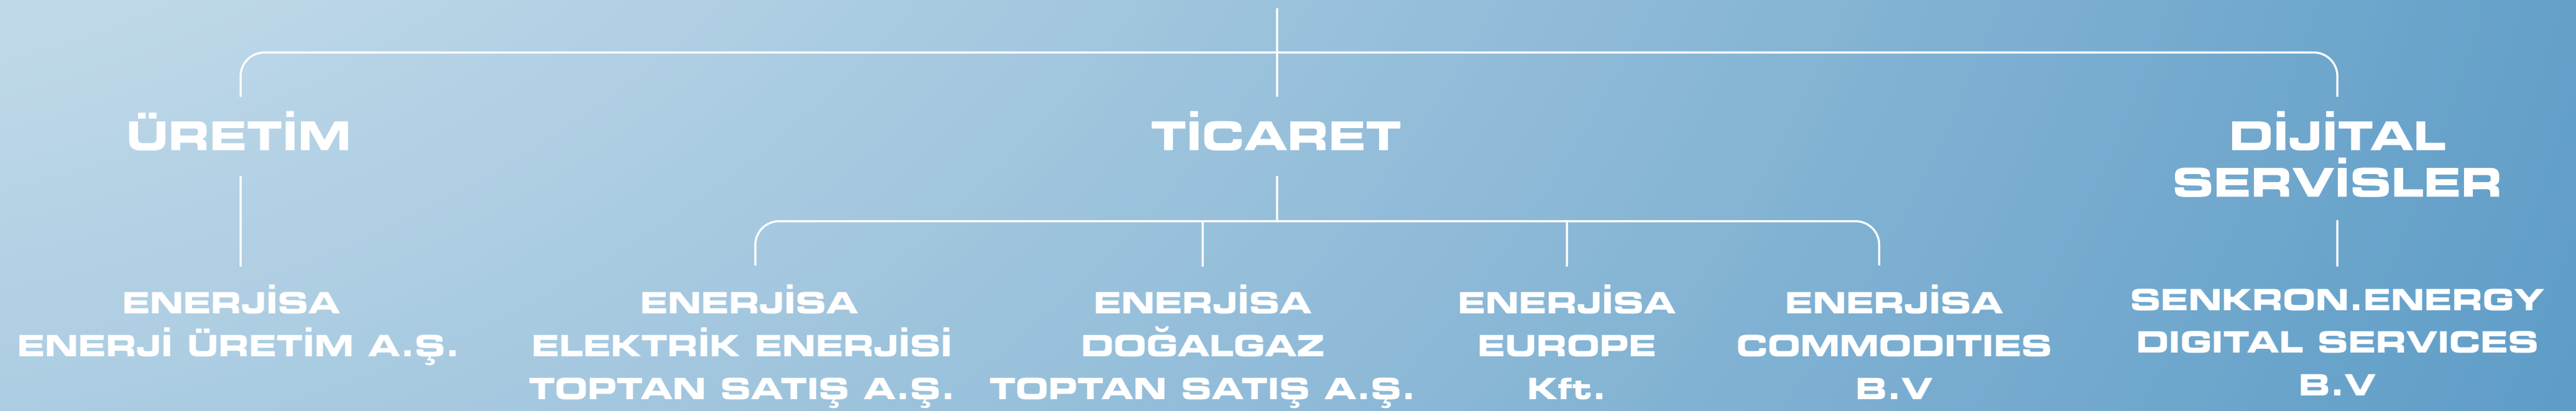 ÜRETİM
TİCARET
DİJİTAL
SERVİSLER
ENERJİSA
ENERJİ ÜRETİM A.Ş.
ENERJİSA
ELEKTRİK ENERJİSİ
TOPTAN SATIŞ A.Ş.
ENERJİSA
DOĞALGAZ
TOPTAN SATIŞ A.Ş.
ENERJİSA
EUROPE
Kft.
ENERJİSA
COMMODITIES
B.V
SENKRON.ENERGY
DIGITAL SERVICES
B.V